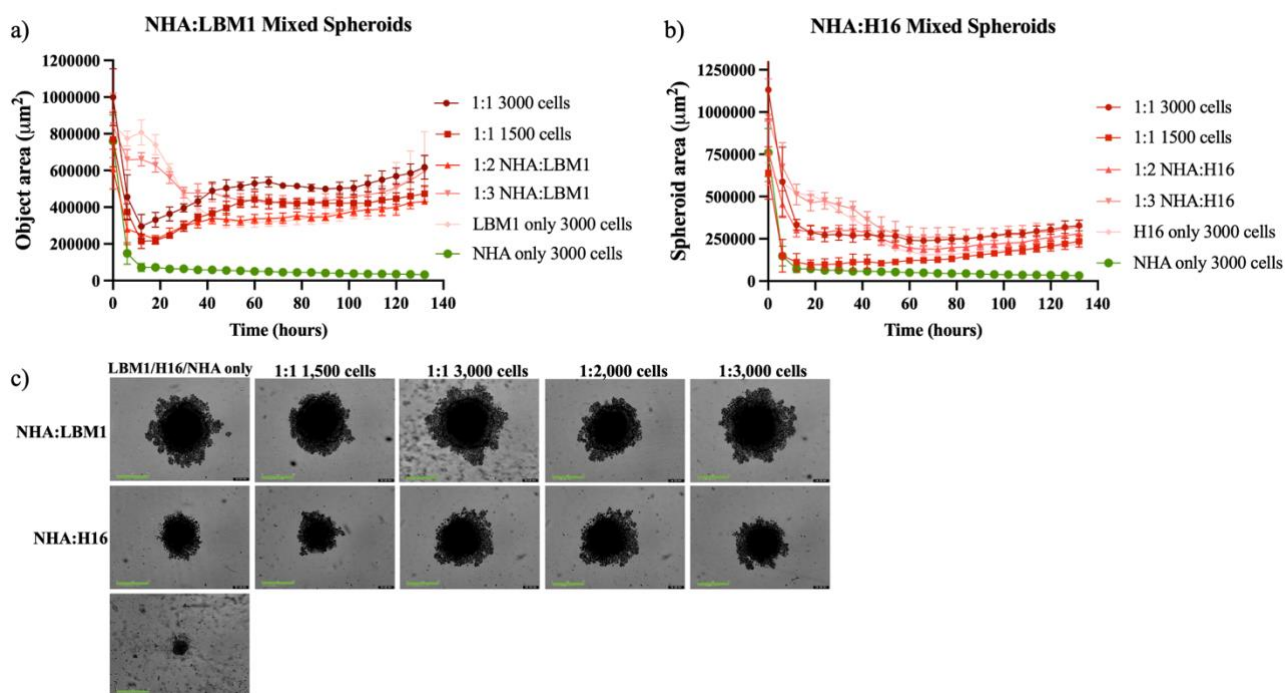 a)
NHA:LBM1 Mixed Spheroids
Object area (μm²)
1200000
1000000
800000
600000
400000
200000
0
0 20 40 60 80 100 120 140
Time (hours)
1:1 3000 cells
1:1 1500 cells
1:2 NHA:LBM1
1:3 NHA:LBM1
LBM1 only 3000 cells
NHA only 3000 cells
b)
NHA:H16 Mixed Spheroids
Spheroid area (μm²)
1250000
1000000
750000
500000
250000
0
0 20 40 60 80 100 120 140
Time (hours)
1:1 3000 cells
1:1 1500 cells
1:2 NHA:H16
1:3 NHA:H16
H16 only 3000 cells
NHA only 3000 cells
c)
LBM1/H16/NHA only 1:1 1,500 cells 1:1 3,000 cells 1:2,000 cells 1:3,000 cells
NHA:LBM1
NHA:H16